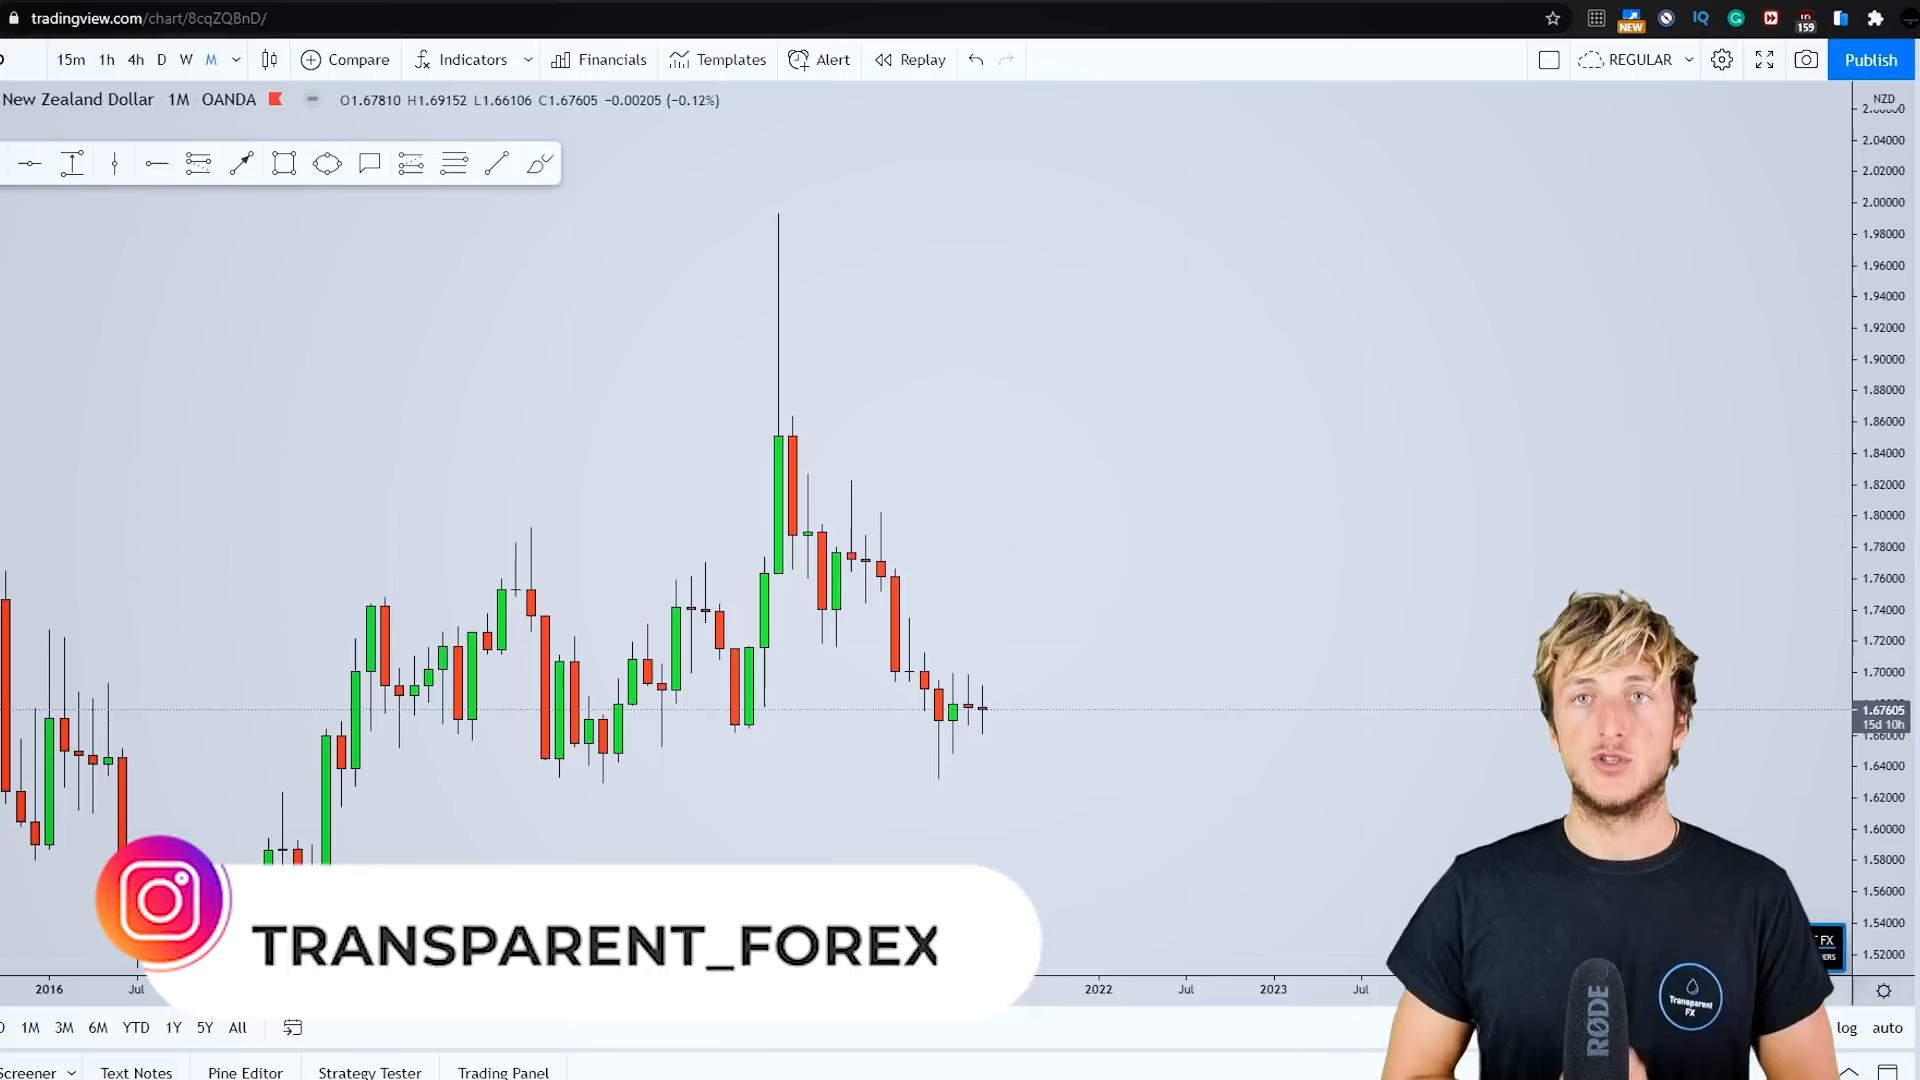 tradingview.com/chart/8cqZQBnD/
NEW
IQ
159
15m 1h 4h D W M Compare Indicators Financials Templates Alert Replay REGULAR Publish
New Zealand Dollar 1M OANDA O1.67810 H1.69152 L1.66106 C1.67605 −0.00205 (−0.12%)
NZD
2.04000
2.02000
2.00000
1.98000
1.96000
1.94000
1.92000
1.90000
1.88000
1.86000
1.84000
1.82000
1.80000
1.78000
1.76000
1.74000
1.72000
1.70000
1.67605
15d 10h
1.66000
1.64000
1.62000
1.60000
1.58000
1.56000
1.54000
1.52000
TRANSPARENT_FOREX
FX
ERS
RØDE
Transparent
FX
2016 Jul 2022 Jul 2023 Jul
1M 3M 6M YTD 1Y 5Y All log auto
Screener Text Notes Pine Editor Strategy Tester Trading Panel